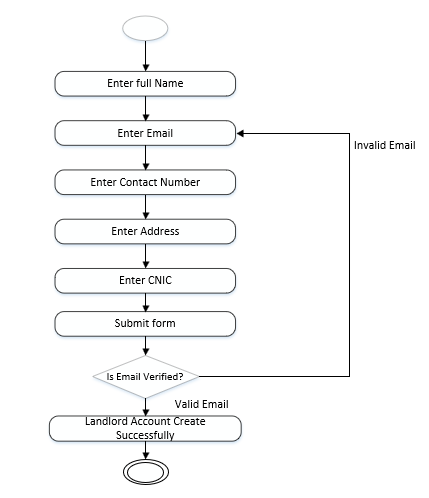 Enter full Name
Enter Email
Invalid Email
Enter Contact Number
Enter Address
Enter CNIC
Submit form
Is Email Verified?
Valid Email
Landlord Account Create
Successfully